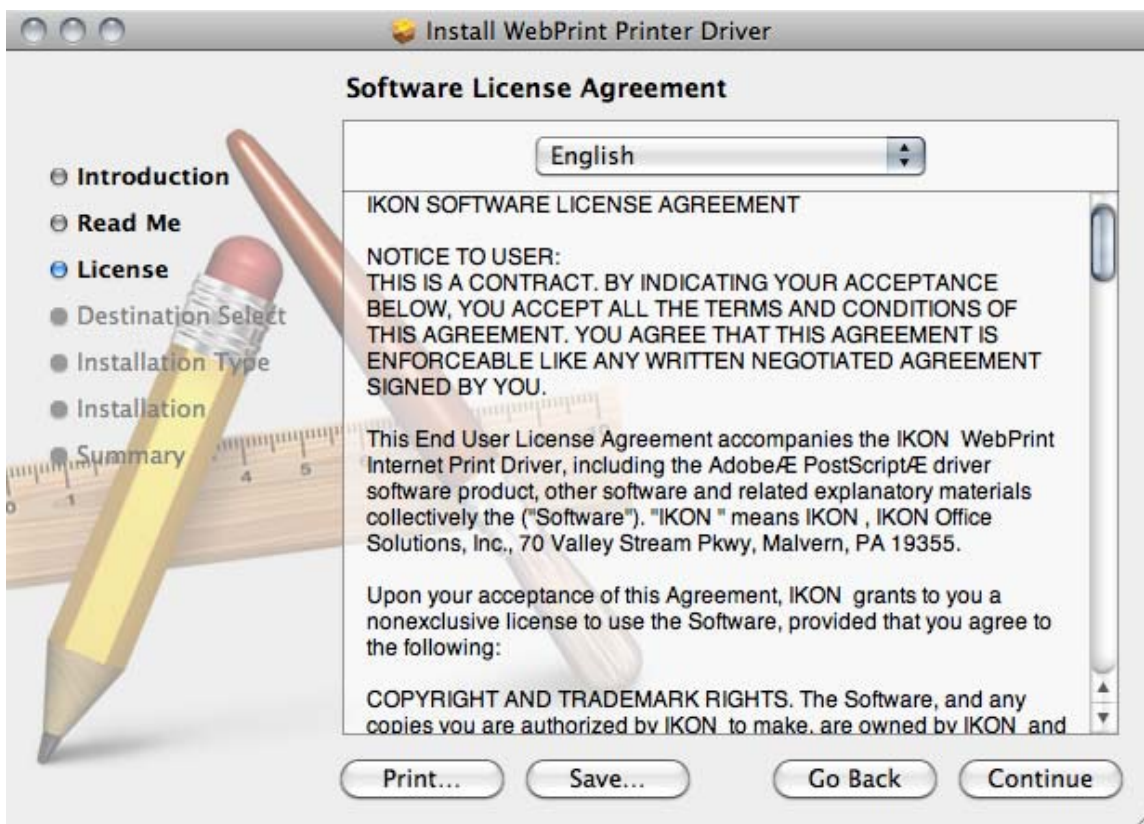 Install WebPrint Printer Driver
Software License Agreement
Introduction
Read Me
License
Destination Select
Installation Type
Installation
Summary
English
IKON SOFTWARE LICENSE AGREEMENT
NOTICE TO USER:
THIS IS A CONTRACT. BY INDICATING YOUR ACCEPTANCE
BELOW, YOU ACCEPT ALL THE TERMS AND CONDITIONS OF
THIS AGREEMENT. YOU AGREE THAT THIS AGREEMENT IS
ENFORCEABLE LIKE ANY WRITTEN NEGOTIATED AGREEMENT
SIGNED BY YOU.
This End User License Agreement accompanies the IKON  WebPrint
Internet Print Driver, including the AdobeÆ PostScriptÆ driver
software product, other software and related explanatory materials
collectively the ("Software"). "IKON " means IKON , IKON Office
Solutions, Inc., 70 Valley Stream Pkwy, Malvern, PA 19355.
Upon your acceptance of this Agreement, IKON  grants to you a
nonexclusive license to use the Software, provided that you agree to
the following:
COPYRIGHT AND TRADEMARK RIGHTS. The Software, and any
copies you are authorized by IKON  to make, are owned by IKON  and
0 1 4 5 10
Print... Save... Go Back Continue